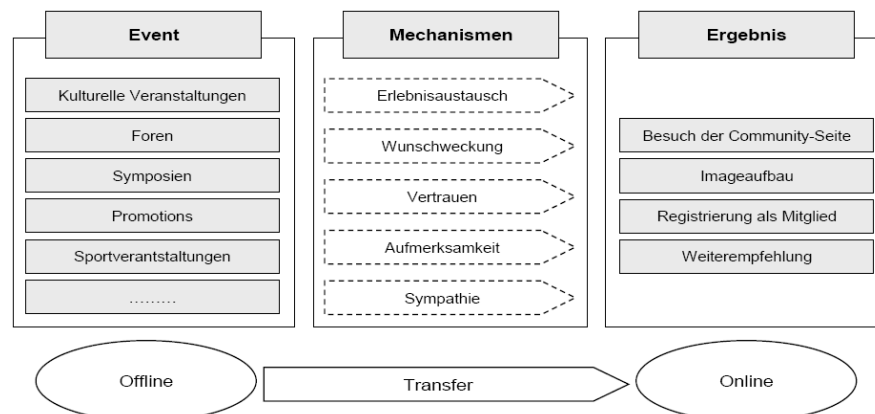 Event
Kulturelle Veranstaltungen
Foren
Symposien
Promotions
Sportverantstaltungen
.........
Mechanismen
Erlebnisaustausch
Wunschweckung
Vertrauen
Aufmerksamkeit
Sympathie
Ergebnis
Besuch der Community-Seite
Imageaufbau
Registrierung als Mitglied
Weiterempfehlung
Offline
Transfer
Online